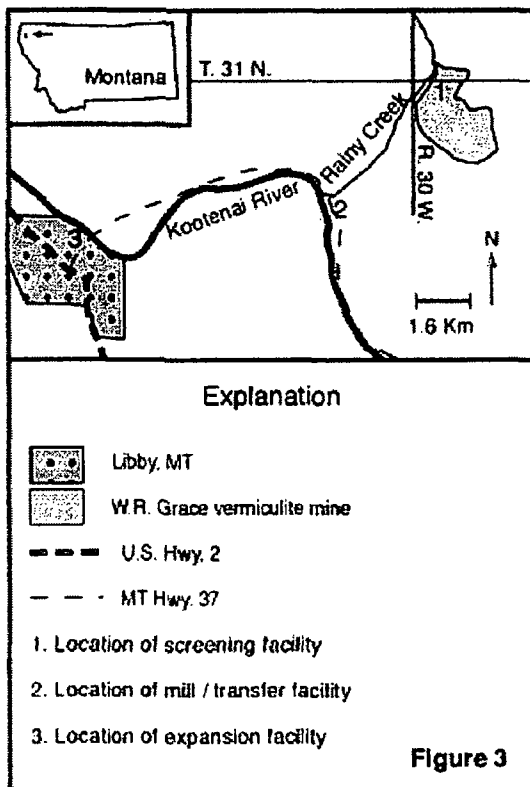 Montana
T. 31 N.
1
Rainy Creek
R. 30 W.
Kootenai River
2
3
N
1.6 Km
Explanation
Libby, MT
W.R. Grace vermiculite mine
U.S. Hwy. 2
MT Hwy. 37
1. Location of screening facility
2. Location of mill / transfer facility
3. Location of expansion facility
Figure 3